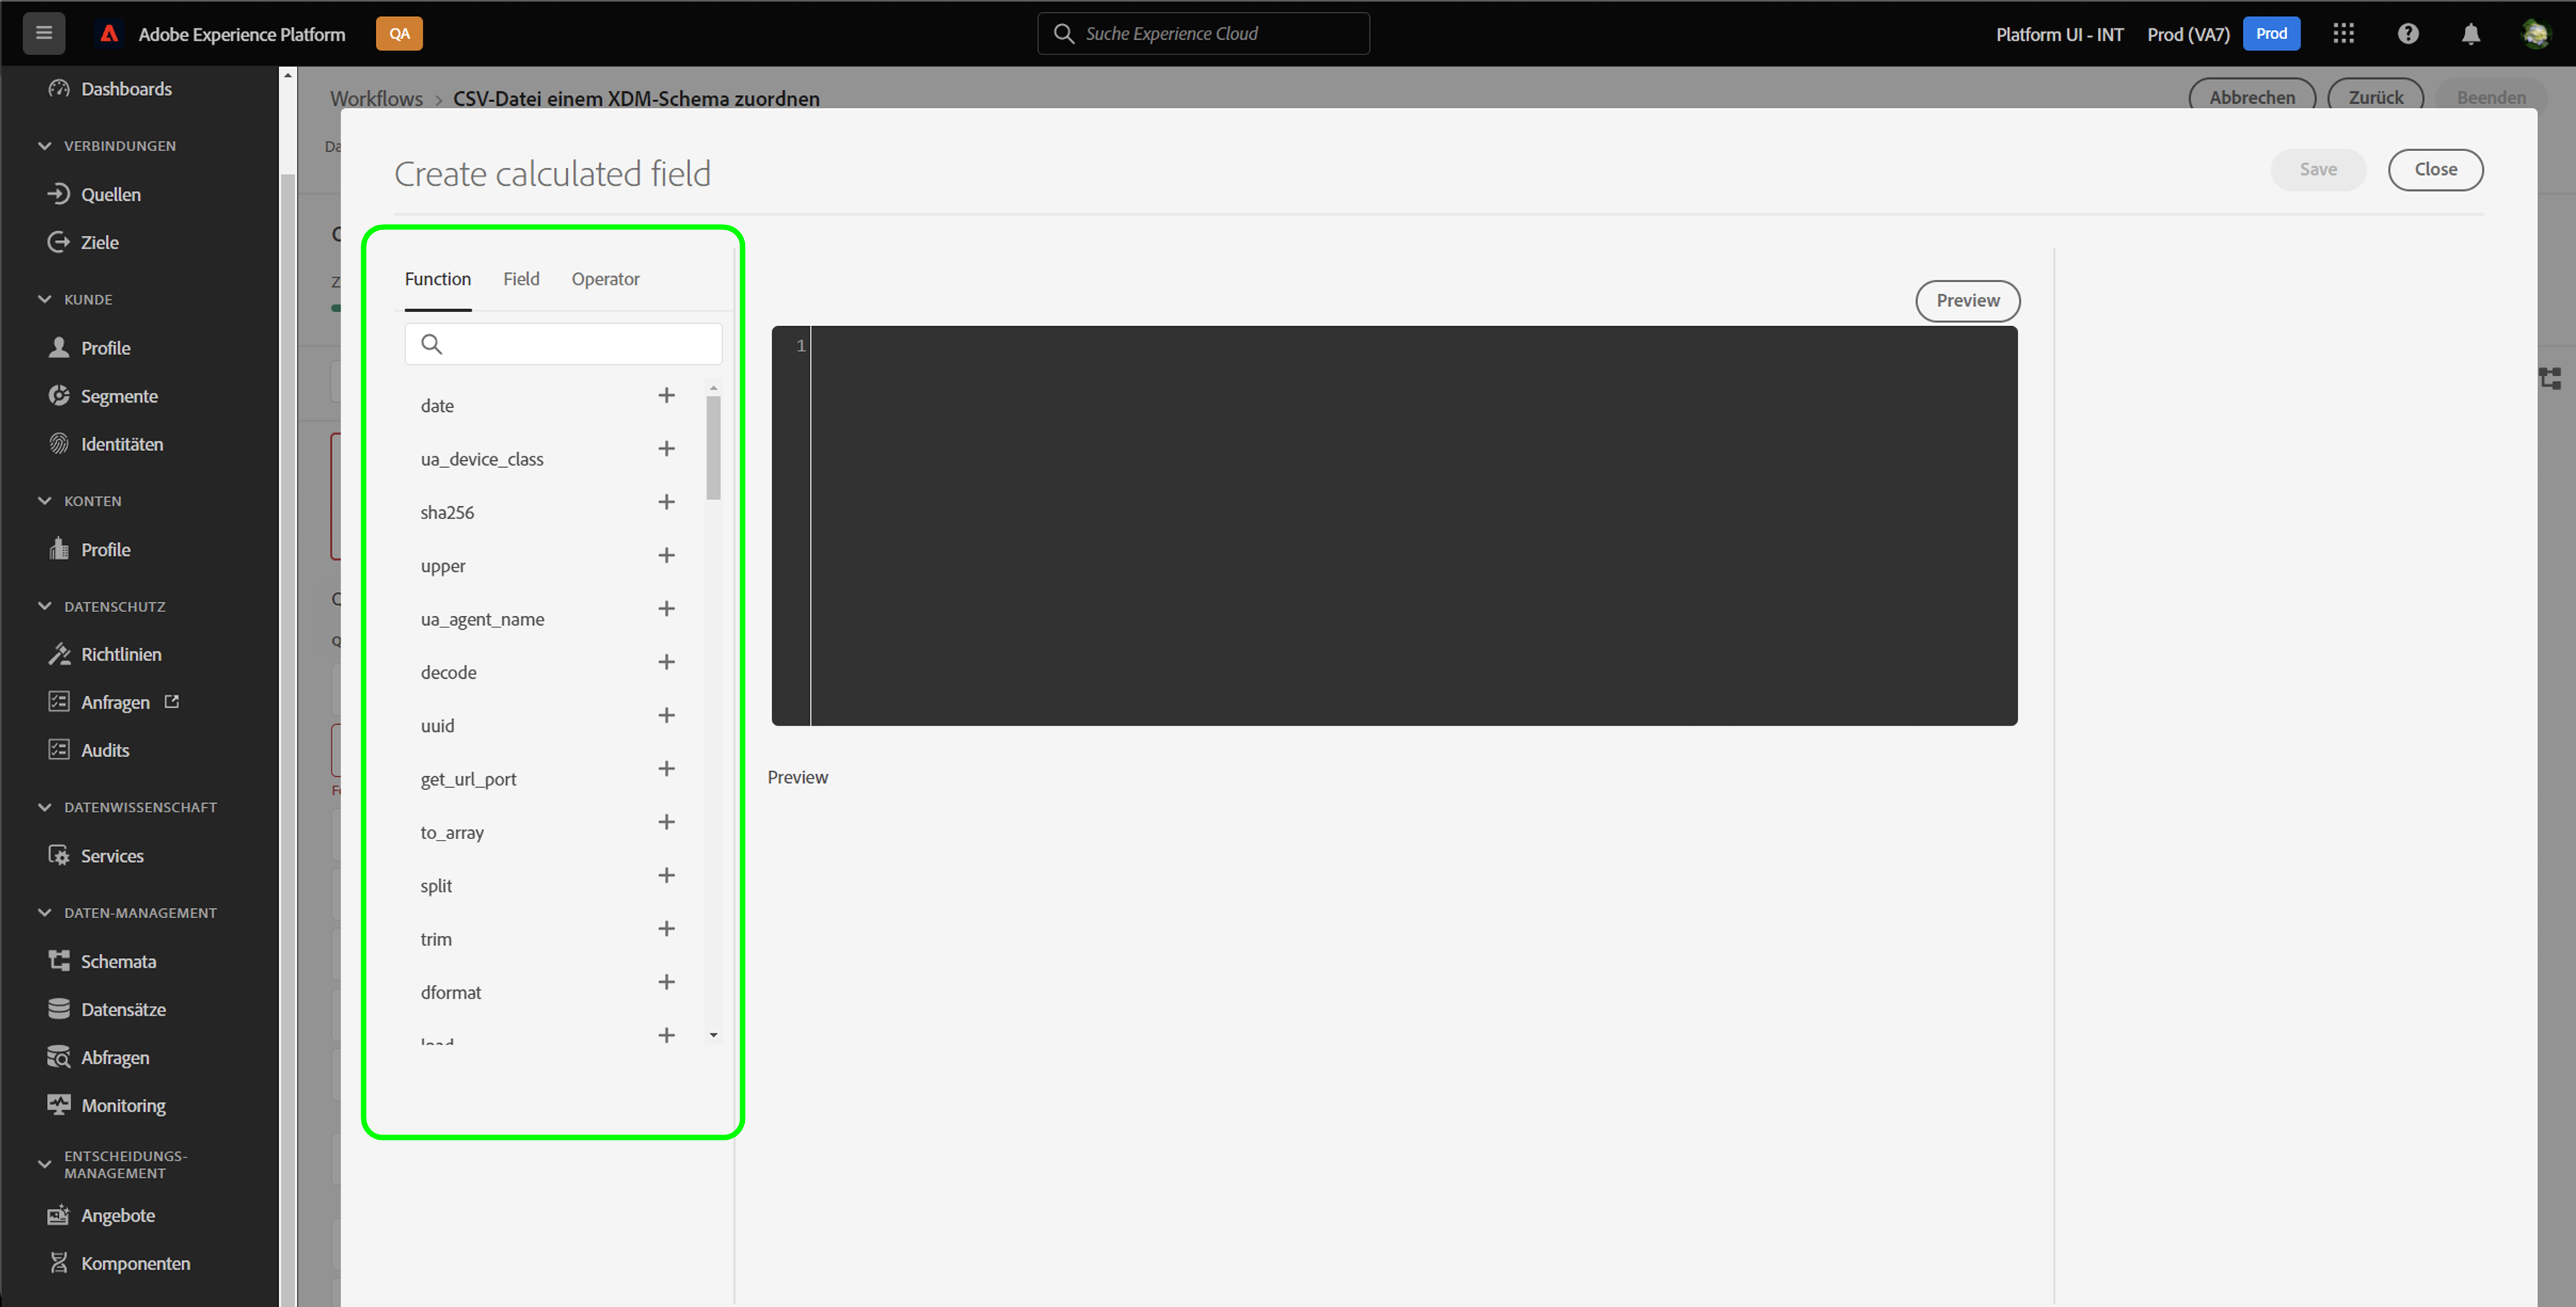 Adobe Experience Platform
QA
Suche Experience Cloud
Platform UI - INT
Prod (VA7)
Prod
Dashboards
VERBINDUNGEN
Quellen
Ziele
KUNDE
Profile
Segmente
Identitäten
KONTEN
Profile
DATENSCHUTZ
Richtlinien
Anfragen
Audits
DATENWISSENSCHAFT
Services
DATEN-MANAGEMENT
Schemata
Datensätze
Abfragen
Monitoring
ENTSCHEIDUNGS-
MANAGEMENT
Angebote
Komponenten
Workflows > CSV-Datei einem XDM-Schema zuordnen
Abbrechen
Zurück
Beenden
Create calculated field
Save
Close
Function
Field
Operator
date
ua_device_class
sha256
upper
ua_agent_name
decode
uuid
get_url_port
to_array
split
trim
dformat
Preview
1
Preview